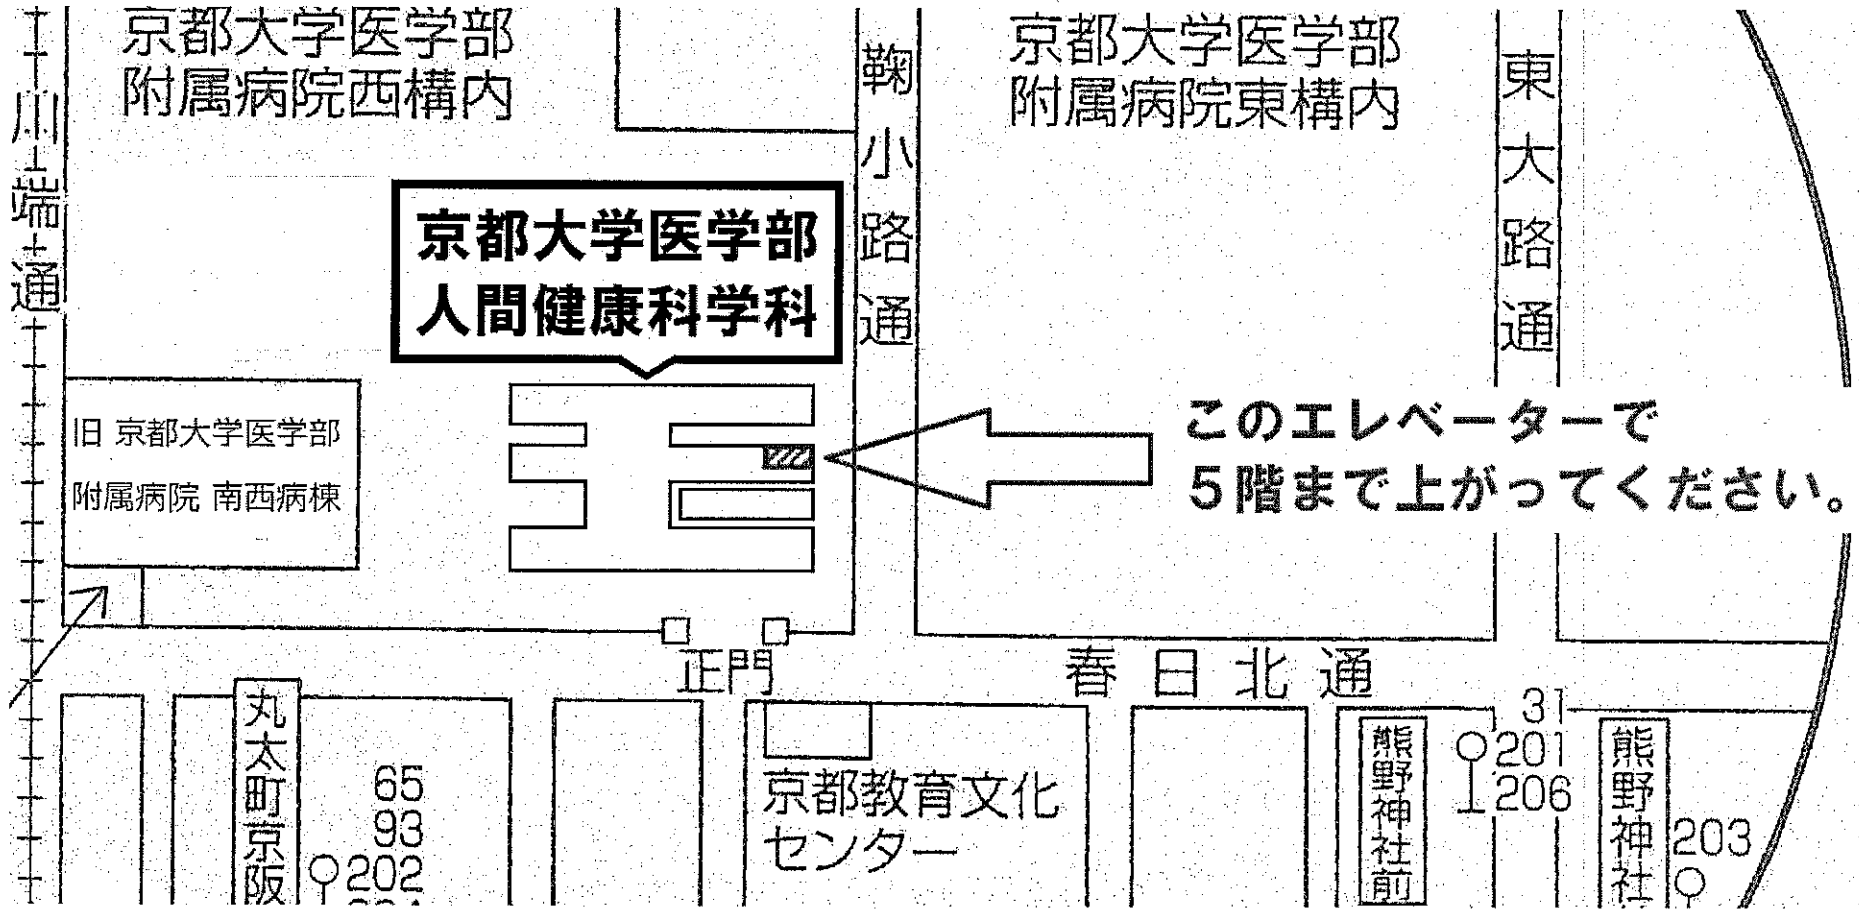 京都大学医学部
附属病院西構内
京都大学医学部
附属病院東構内
川端通
鞠小路通
東大路通
京都大学医学部
人間健康科学科
旧 京都大学医学部
附属病院 南西病棟
このエレベーターで
5階まで上がってください。
正門
春日北通
丸太町京阪
65
93
202
京都教育文化
センター
熊野神社前
31
201
206
熊野神社
203